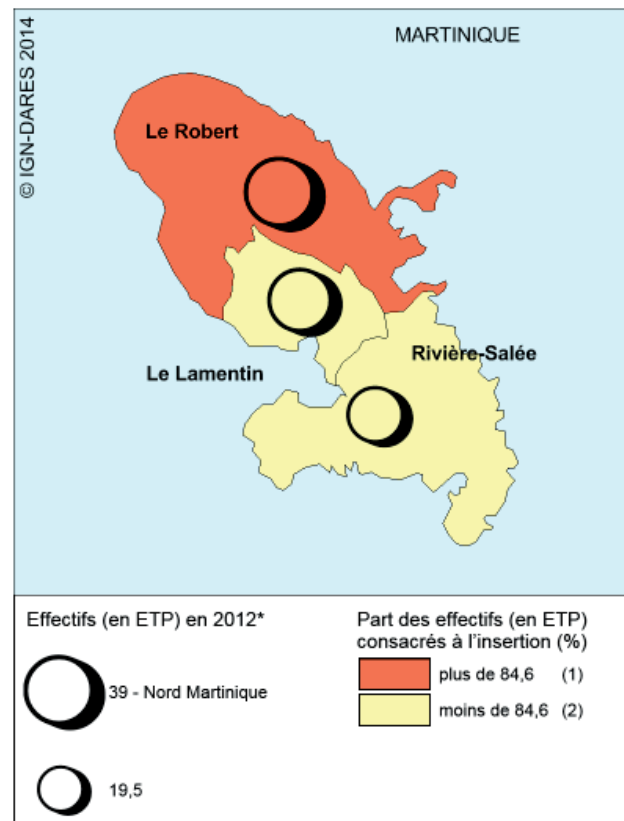 © IGN-DARES 2014
MARTINIQUE
Le Robert
Rivière-Salée
Le Lamentin
Effectifs (en ETP) en 2012*
39 - Nord Martinique
19,5
Part des effectifs (en ETP)
consacrés à l'insertion (%)
plus de 84,6 (1)
moins de 84,6 (2)